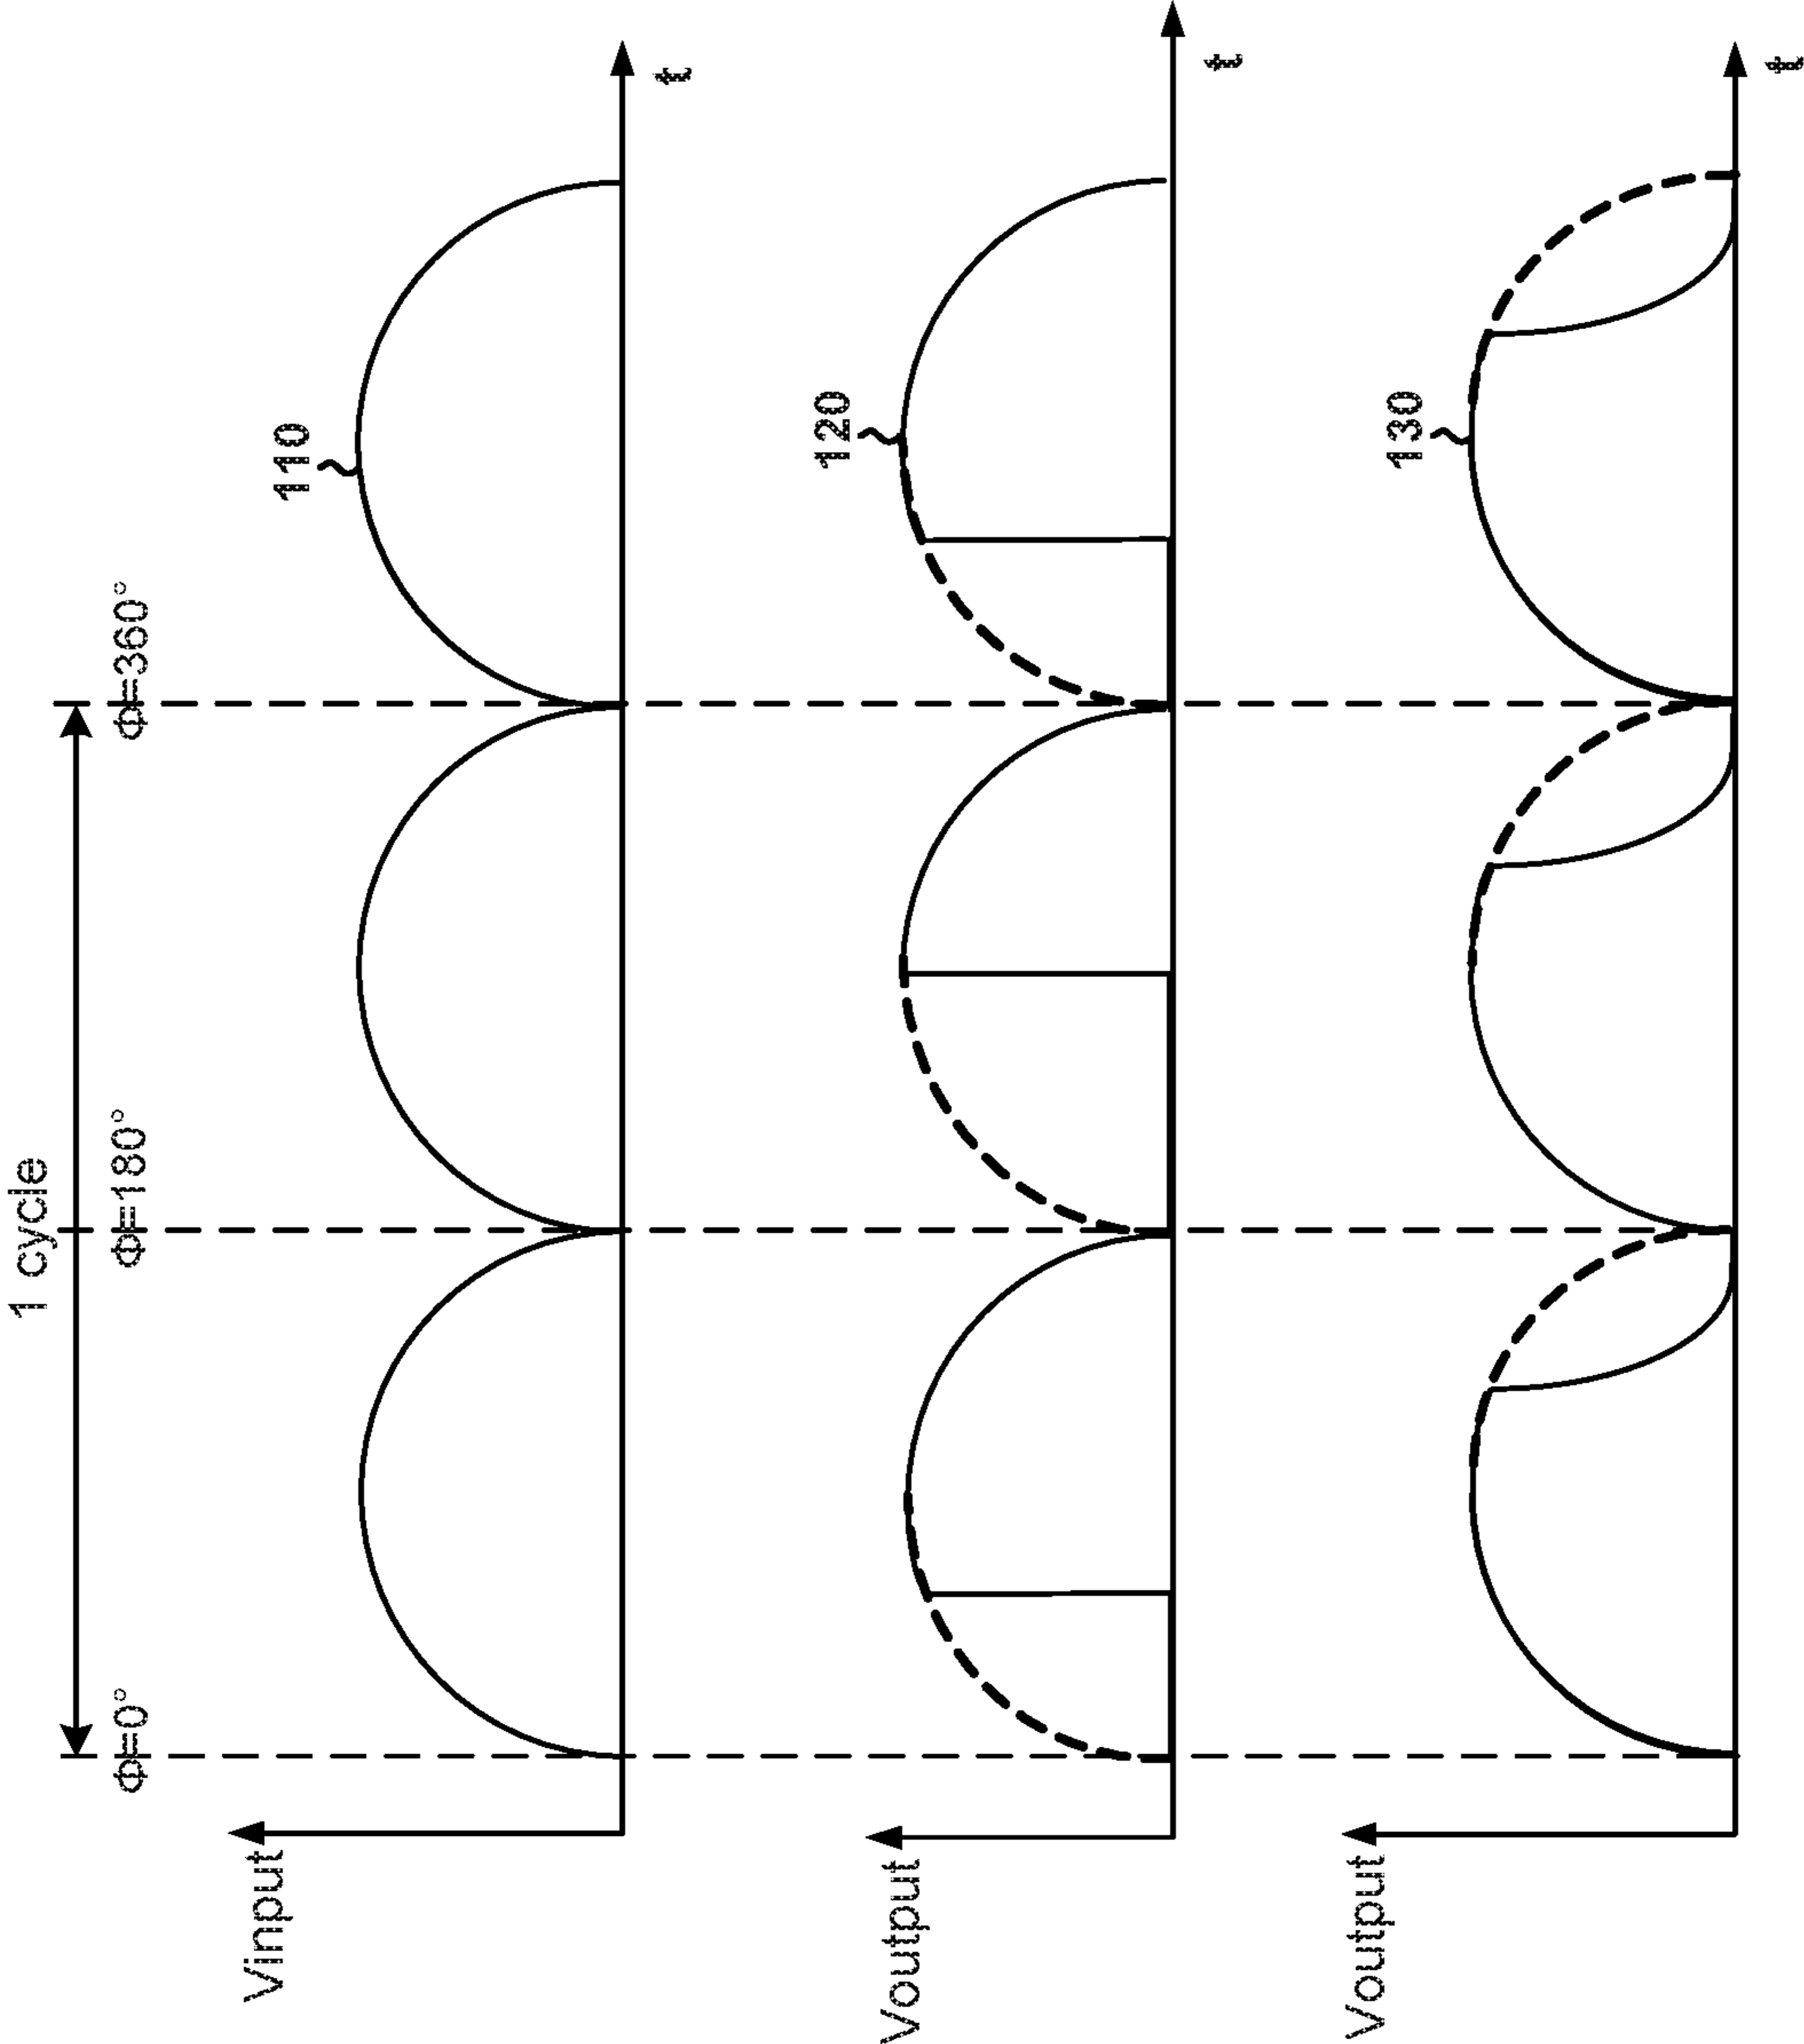 1 cycle
Φ=0°
Φ=180°
Φ=360°
Vinput
110
t
Voutput
120
t
Voutput
130
t